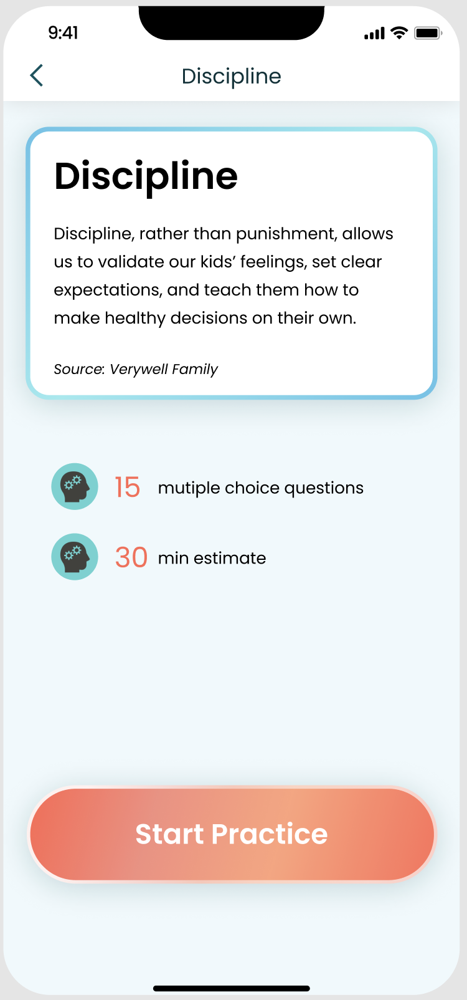 9:41
Discipline
Discipline
Discipline, rather than punishment, allows
us to validate our kids’ feelings, set clear
expectations, and teach them how to
make healthy decisions on their own.
Source: Verywell Family
15 mutiple choice questions
30 min estimate
Start Practice